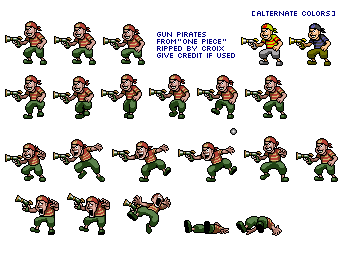 [ALTERNATE COLORS]
GUN PIRATES
FROM"ONE PIECE"
RIPPED BY CROIX
GIVE CREDIT IF USED